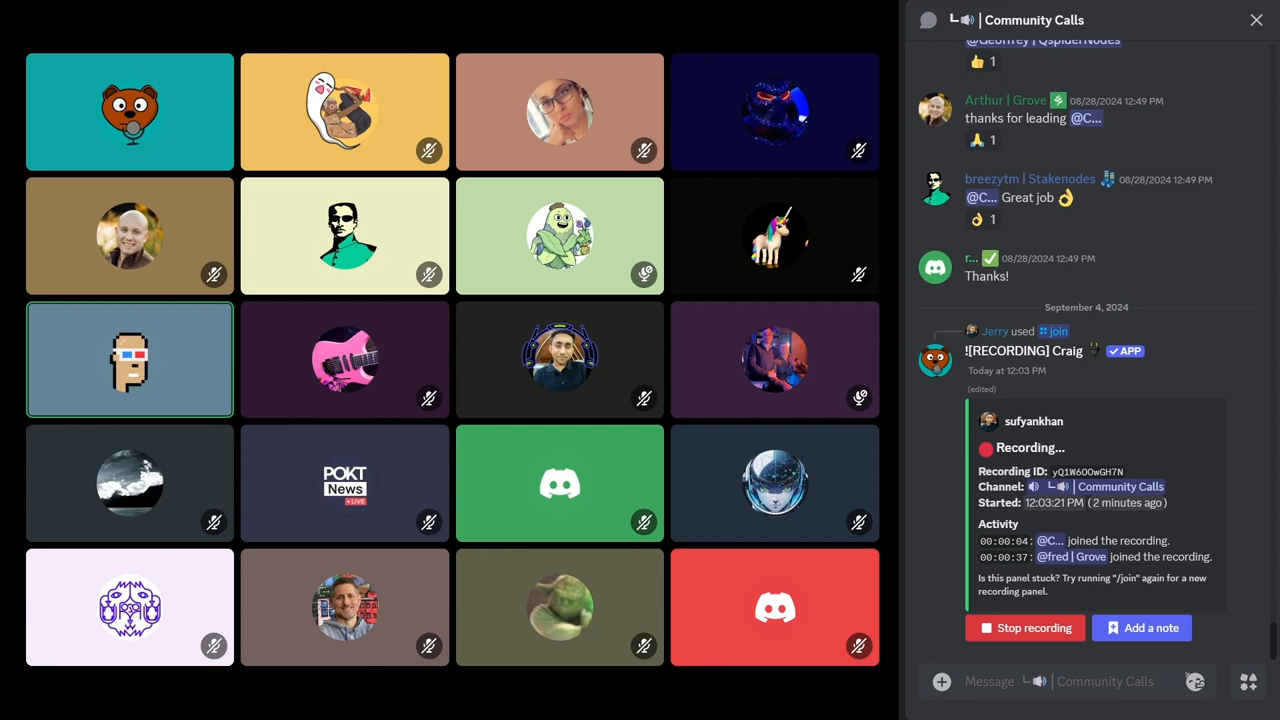 POKT
News
LIVE
Community Calls
@Geoffrey | QspiderNodes
1
Arthur | Grove 08/28/2024 12:49 PM
thanks for leading @C...
1
breezytm | Stakenodes 08/28/2024 12:49 PM
@C... Great job
1
r... 08/28/2024 12:49 PM
Thanks!
September 4, 2024
Jerry used join
![RECORDING] Craig APP
Today at 12:03 PM
(edited)
sufyankhan
Recording...
Recording ID: yQ1W6OOwGH7N
Channel: Community Calls
Started: 12:03:21 PM (2 minutes ago)
Activity
00:00:04: @C... joined the recording.
00:00:37: @fred | Grove joined the recording.
Is this panel stuck? Try running "/join" again for a new
recording panel.
Stop recording
Add a note
Message Community Calls